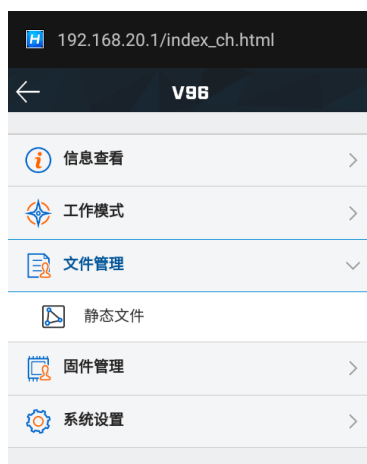 192.168.20.1/index_ch.html
V96
信息查看
工作模式
文件管理
静态文件
固件管理
系统设置